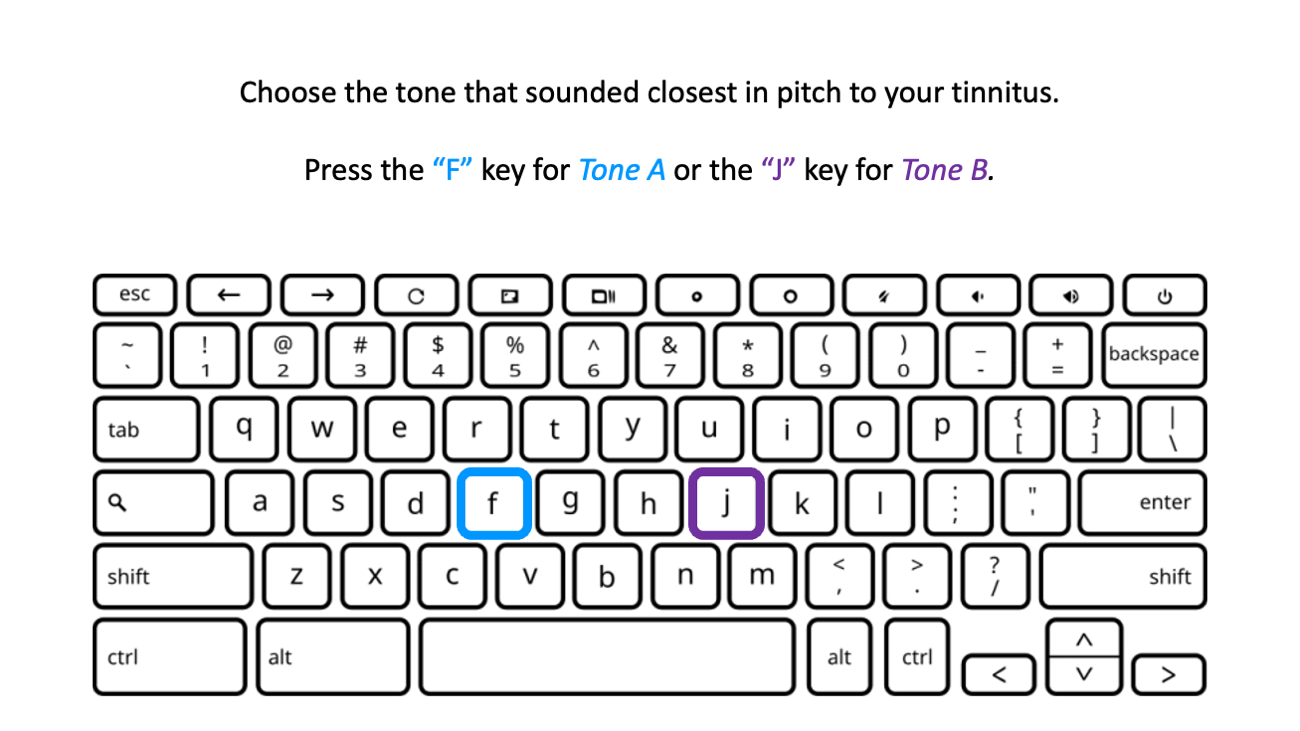 Choose the tone that sounded closest in pitch to your tinnitus.
Press the “F” key for Tone A or the “J” key for Tone B.
esc
~ ! @ # $ % ^ & * ( ) _ + backspace
` 1 2 3 4 5 6 7 8 9 0 - =
tab q w e r t y u i o p { } |
[ ] \
a s d f g h j k l : " enter
; '
shift z x c v b n m < > ? shift
, . /
ctrl alt alt ctrl < ^ >
v